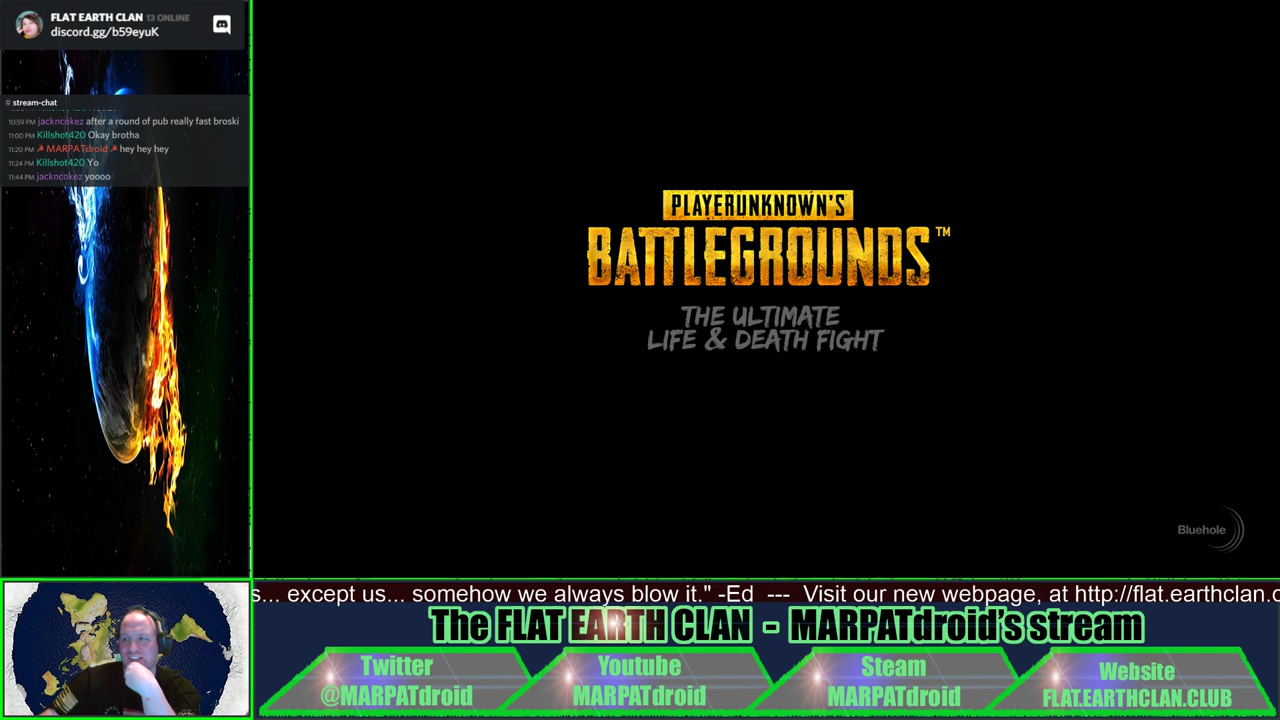 FLAT EARTH CLAN 13 ONLINE
discord.gg/b59eyuK
# stream-chat
10:59 PM jackncokez after a round of pub really fast broski
11:00 PM Killshot420 Okay brotha
11:20 PM ☭ MARPATdroid ☭ hey hey hey
11:24 PM Killshot420 Yo
11:44 PM jackncokez yoooo
PLAYERUNKNOWN'S
BATTLEGROUNDS™
THE ULTIMATE
LIFE & DEATH FIGHT
Bluehole
s... except us... somehow we always blow it." -Ed --- Visit our new webpage, at http://flat.earthclan.c
The FLAT EARTH CLAN - MARPATdroid's stream
Twitter
@MARPATdroid
Youtube
MARPATdroid
Steam
MARPATdroid
Website
FLAT.EARTHCLAN.CLUB